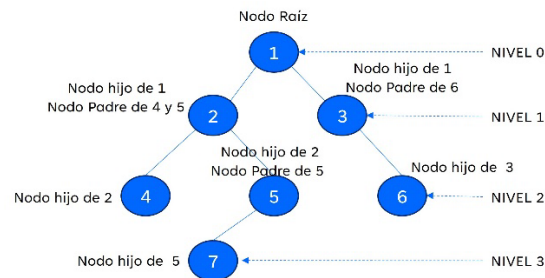 Nodo Raíz
1
NIVEL 0
Nodo hijo de 1
Nodo Padre de 4 y 5
Nodo hijo de 1
Nodo Padre de 6
2
3
NIVEL 1
Nodo hijo de 2
Nodo Padre de 5
Nodo hijo de 3
Nodo hijo de 2
4
5
6
NIVEL 2
Nodo hijo de 5
7
NIVEL 3